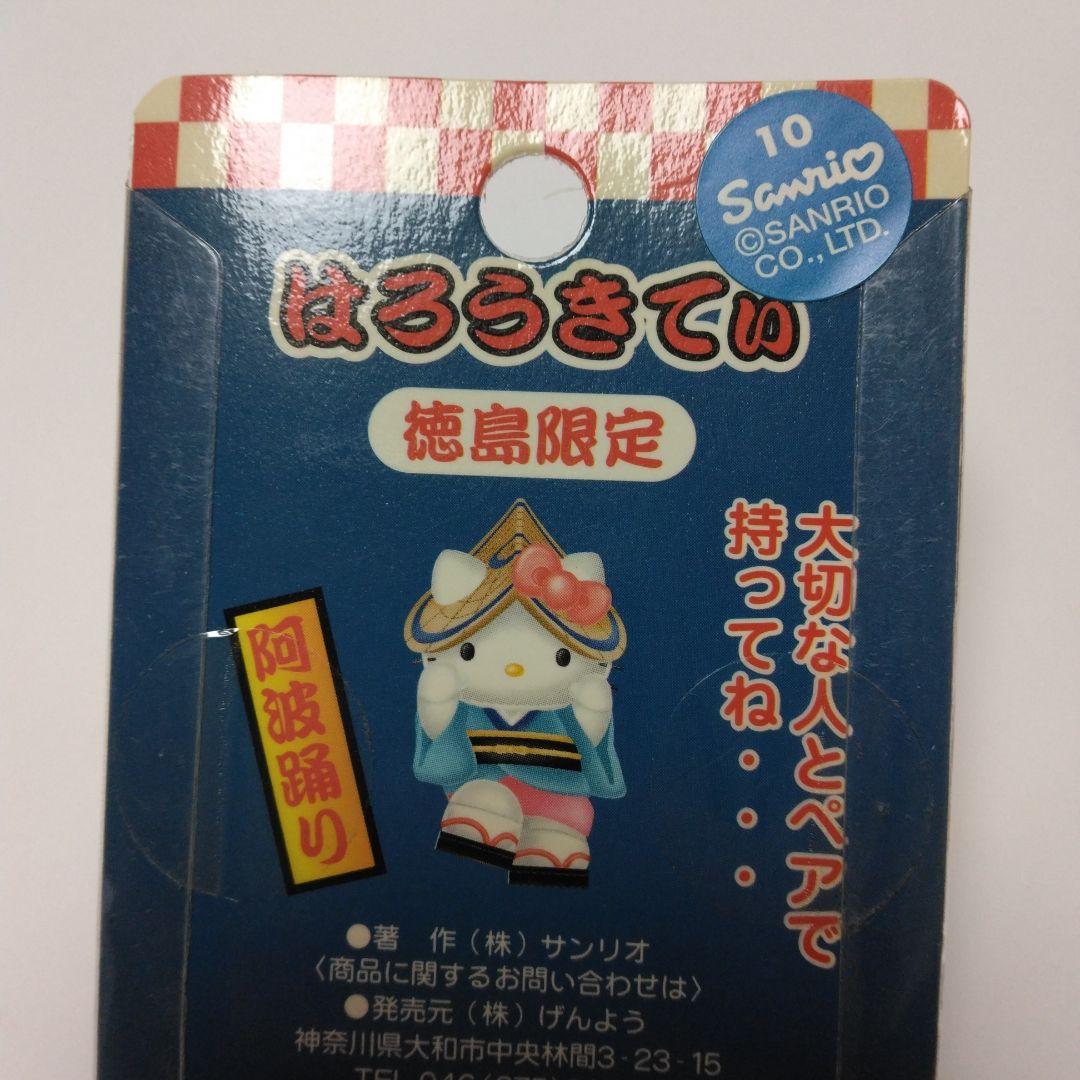 10
Sanrio
©SANRIO
CO., LTD.
はろうきてぃ
徳島限定
大切な人とペアで
持ってね・・・
阿波踊り
●著 作（株）サンリオ
〈商品に関するお問い合わせは〉
●発売元（株）げんよう
神奈川県大和市中央林間3-23-15
TEL